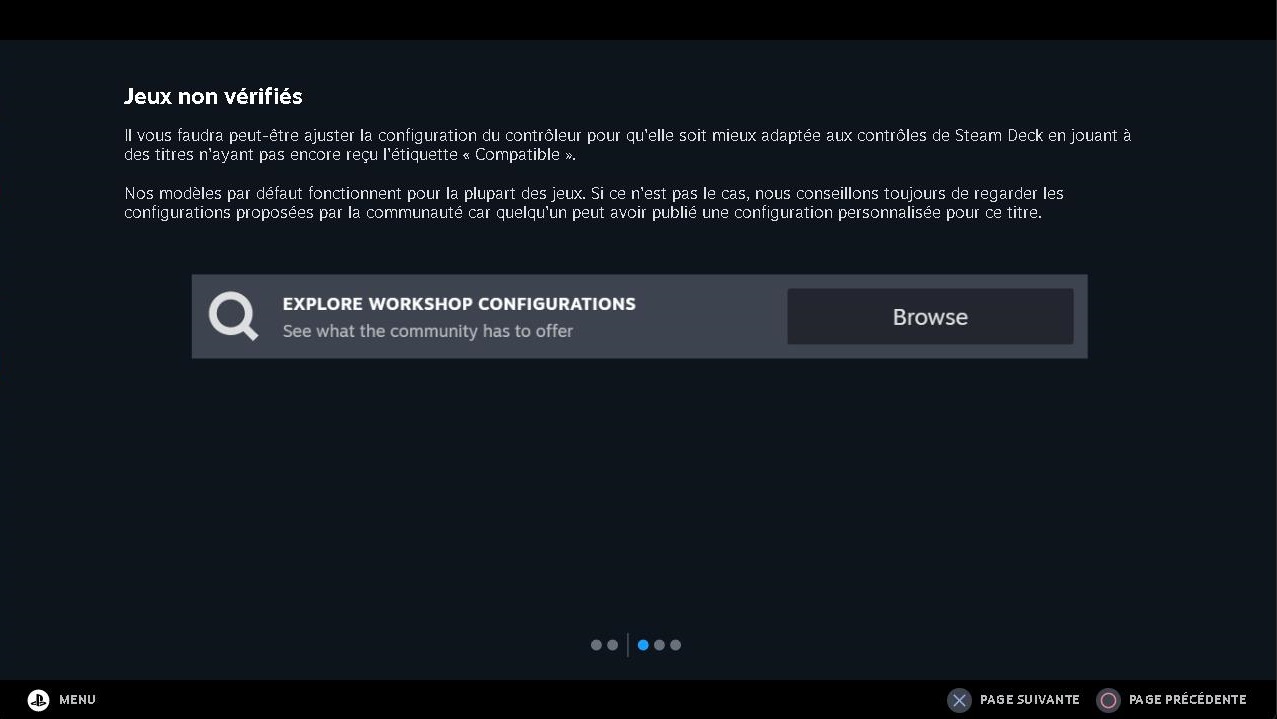 Jeux non vérifiés
Il vous faudra peut-être ajuster la configuration du contrôleur pour qu'elle soit mieux adaptée aux contrôles de Steam Deck en jouant à
des titres n'ayant pas encore reçu l'étiquette « Compatible ».
Nos modèles par défaut fonctionnent pour la plupart des jeux. Si ce n'est pas le cas, nous conseillons toujours de regarder les
configurations proposées par la communauté car quelqu'un peut avoir publié une configuration personnalisée pour ce titre.
EXPLORE WORKSHOP CONFIGURATIONS
See what the community has to offer
Browse
MENU
PAGE SUIVANTE
PAGE PRÉCÉDENTE